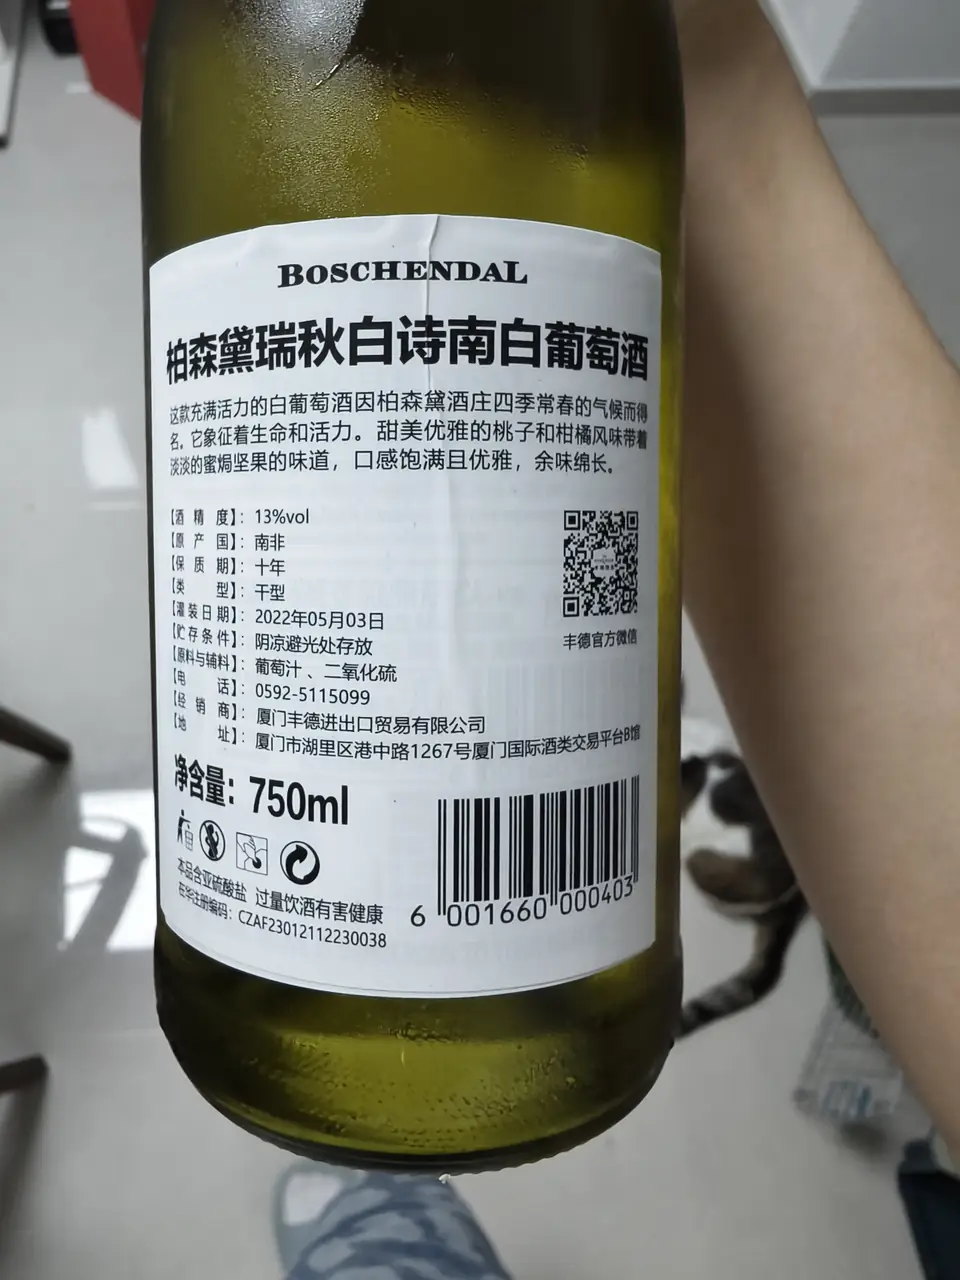 BOSCHENDAL
柏森黛瑞秋白诗南白葡萄酒
这款充满活力的白葡萄酒因柏森黛酒庄四季常春的气候而得
名。它象征着生命和活力。甜美优雅的桃子和柑橘风味带着
淡淡的蜜焗坚果的味道，口感饱满且优雅，余味绵长。
【酒精度】：13%vol
【原产国】：南非
【保质期】：十年
【类型】：干型
【灌装日期】：2022年05月03日
【贮存条件】：阴凉避光处存放
【原料与辅料】：葡萄汁、二氧化硫
【电话】：0592-5115099
【经销商】：厦门丰德进出口贸易有限公司
【地址】：厦门市湖里区港中路1267号厦门国际酒类交易平台B馆
丰德官方微信
净含量：750ml
本品含亚硫酸盐 过量饮酒有害健康
在华注册编码：CZAF23012112230038
6 001660 000403